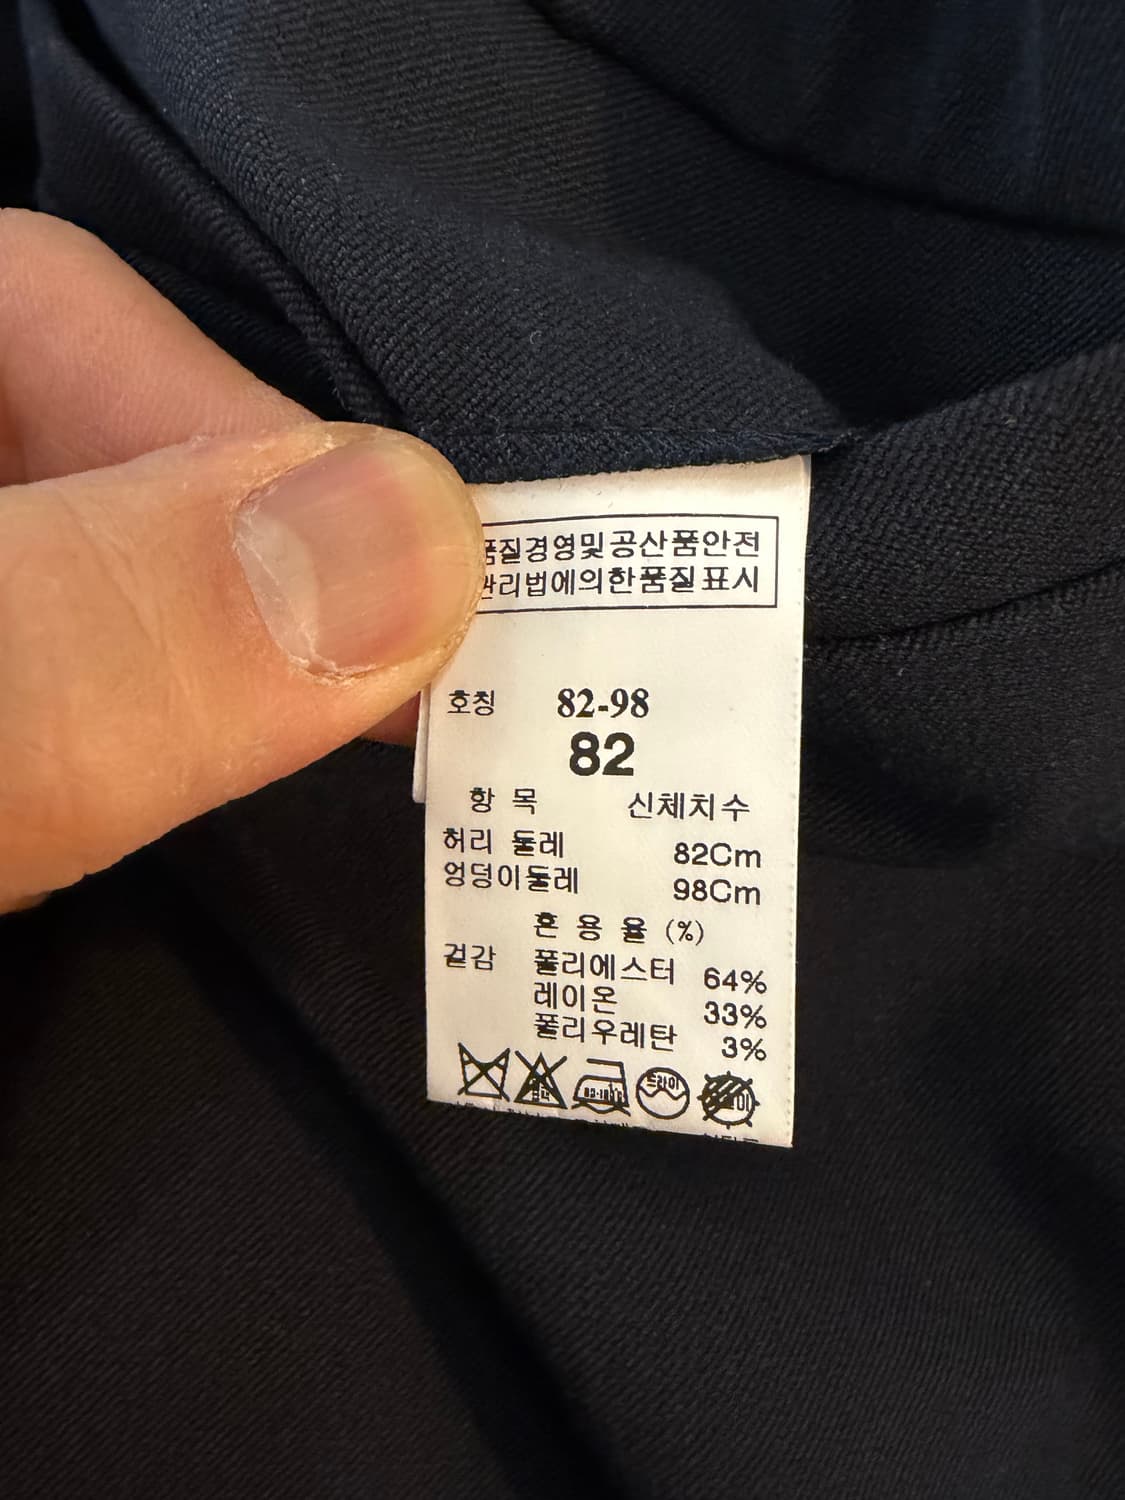 품질경영및공산품안전
관리법에의한품질표시
호칭 82-98
82
항 목 신체치수
허리 둘레 82Cm
엉덩이둘레 98Cm
혼 용 율 (%)
겉감 폴리에스터 64%
레이온 33%
폴리우레탄 3%
드라이